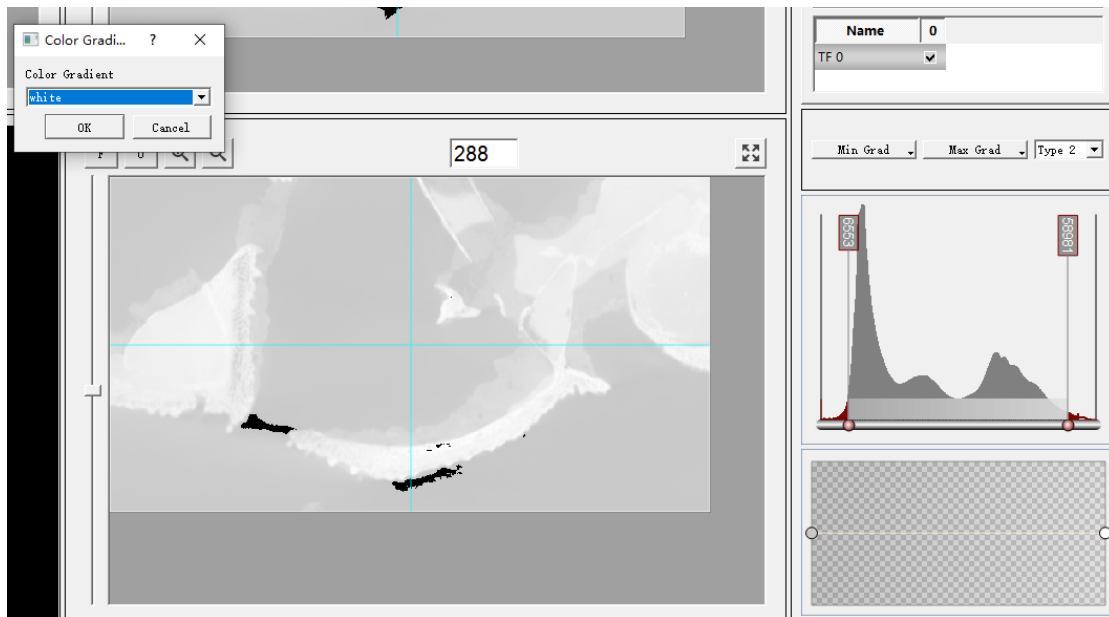 Color Gradi...
?
Color Gradient
white
OK
Cancel
288
Name
0
TF 0
Min Grad
Max Grad
Type 2
6553
58981